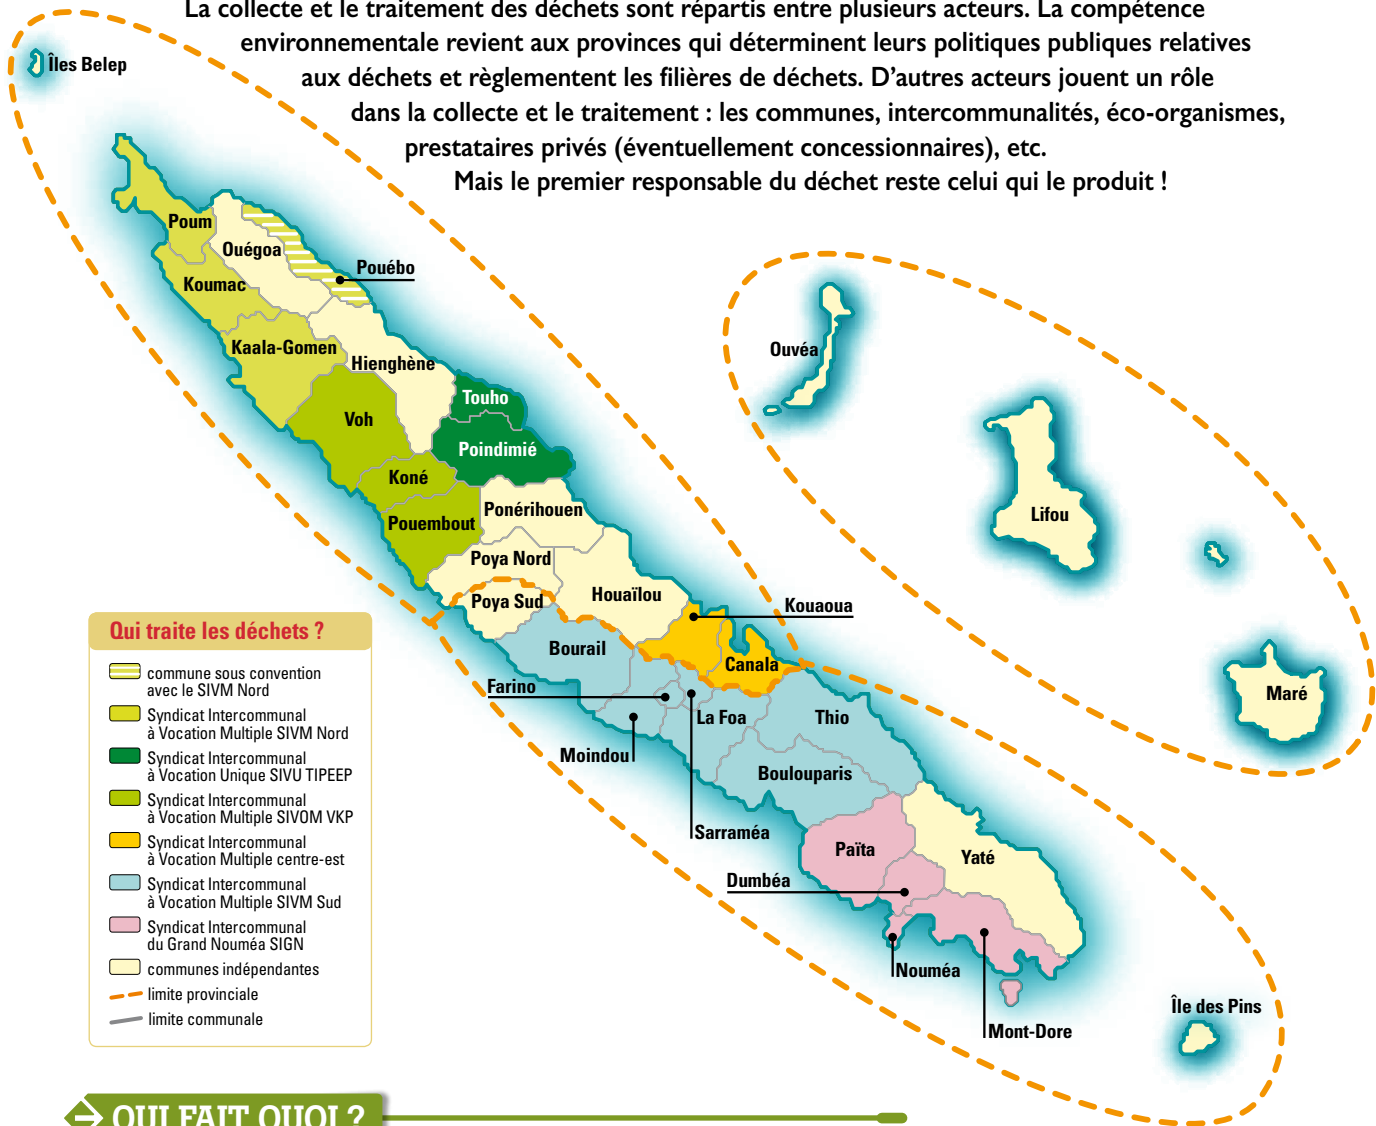 La collecte et le traitement des déchets sont répartis entre plusieurs acteurs. La compétence
environnementale revient aux provinces qui déterminent leurs politiques publiques relatives
aux déchets et règlementent les filières de déchets. D'autres acteurs jouent un rôle
dans la collecte et le traitement : les communes, intercommunalités, éco-organismes,
prestataires privés (éventuellement concessionnaires), etc.
Mais le premier responsable du déchet reste celui qui le produit !
Îles Belep
Poum
Ouégoa
Pouébo
Koumac
Kaala-Gomen
Hienghène
Touho
Voh
Poindimié
Koné
Pouembout
Ponérihouen
Poya Nord
Poya Sud
Houaïlou
Kouaoua
Bourail
Canala
Farino
La Foa
Thio
Moindou
Boulouparis
Sarraméa
Païta
Yaté
Dumbéa
Nouméa
Mont-Dore
Île des Pins
Ouvéa
Lifou
Maré
Qui traite les déchets ?
commune sous convention
avec le SIVM Nord
Syndicat Intercommunal
à Vocation Multiple SIVM Nord
Syndicat Intercommunal
à Vocation Unique SIVU TIPEEP
Syndicat Intercommunal
à Vocation Multiple SIVOM VKP
Syndicat Intercommunal
à Vocation Multiple centre-est
Syndicat Intercommunal
à Vocation Multiple SIVM Sud
Syndicat Intercommunal
du Grand Nouméa SIGN
communes indépendantes
limite provinciale
limite communale
QUI FAIT QUOI ?